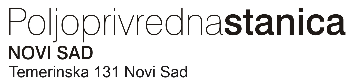 Poljoprivrednastanica
NOVI SAD
Temerinska 131 Novi Sad